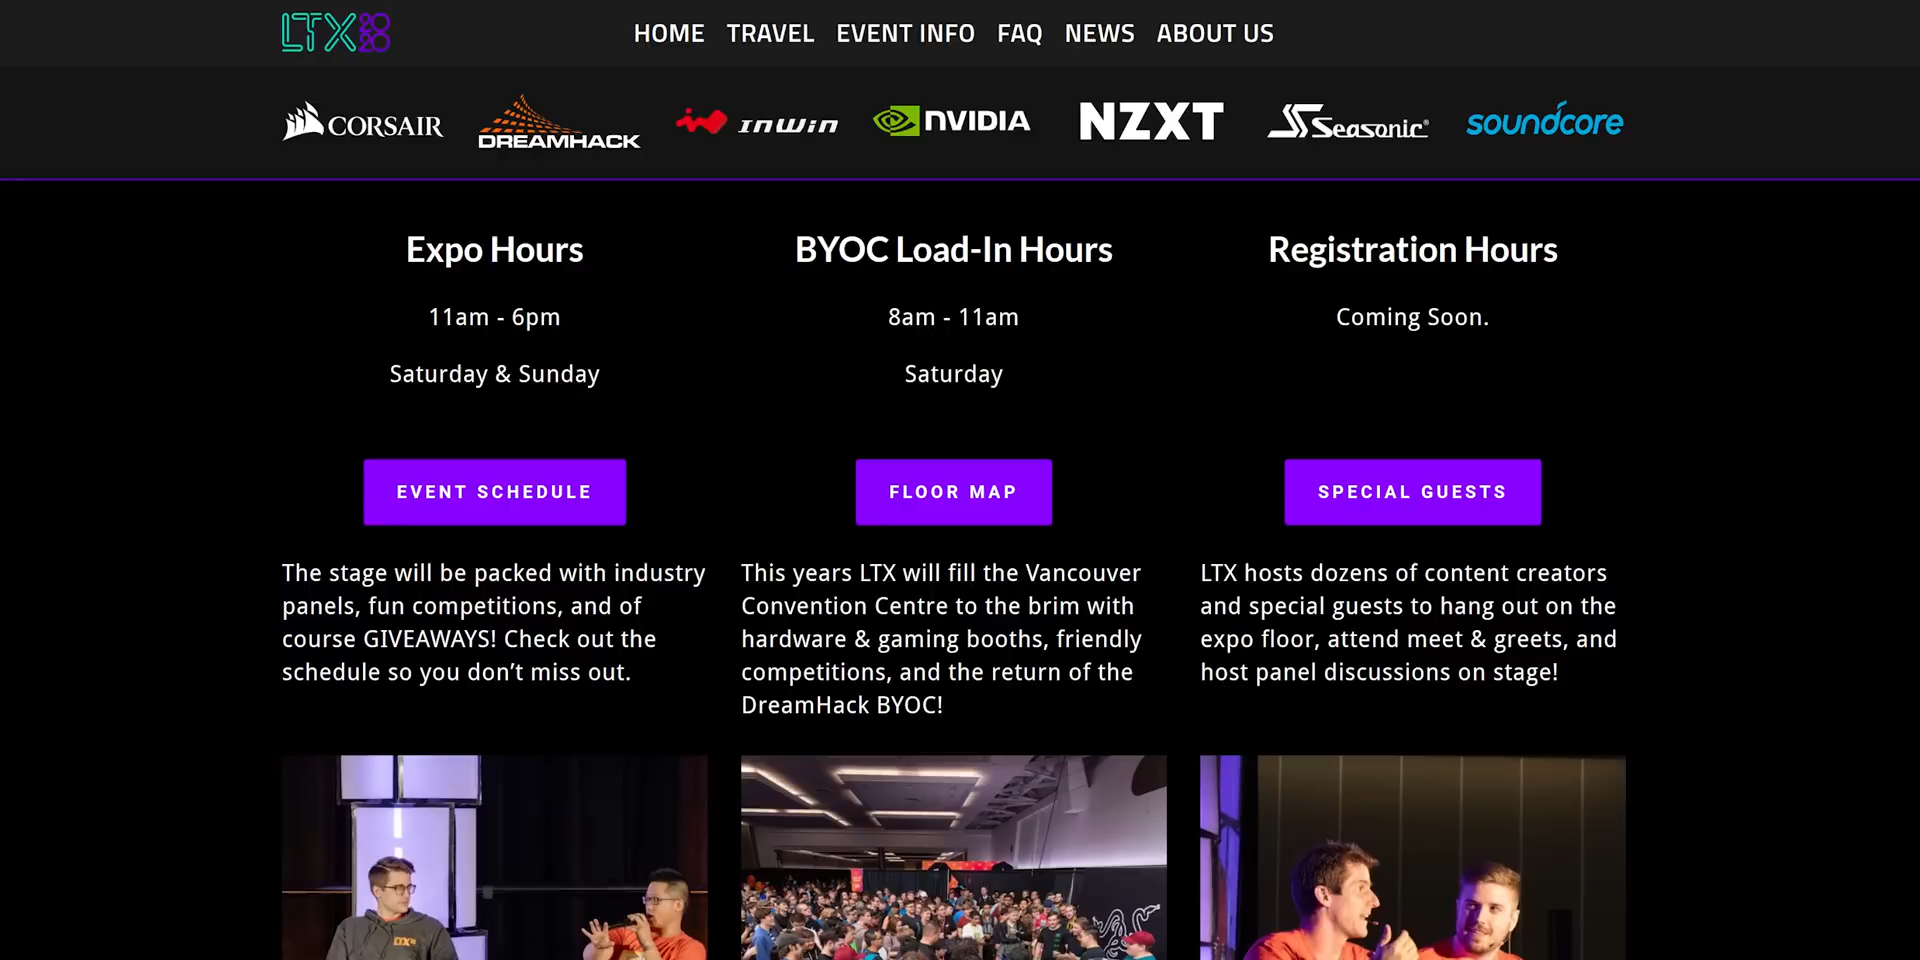 LTX 2020
HOME TRAVEL EVENT INFO FAQ NEWS ABOUT US
CORSAIR DREAMHACK InWin NVIDIA NZXT Seasonic® soundcore
Expo Hours
11am - 6pm
Saturday & Sunday
EVENT SCHEDULE
The stage will be packed with industry
panels, fun competitions, and of
course GIVEAWAYS! Check out the
schedule so you don’t miss out.
BYOC Load-In Hours
8am - 11am
Saturday
FLOOR MAP
This years LTX will fill the Vancouver
Convention Centre to the brim with
hardware & gaming booths, friendly
competitions, and the return of the
DreamHack BYOC!
Registration Hours
Coming Soon.
SPECIAL GUESTS
LTX hosts dozens of content creators
and special guests to hang out on the
expo floor, attend meet & greets, and
host panel discussions on stage!